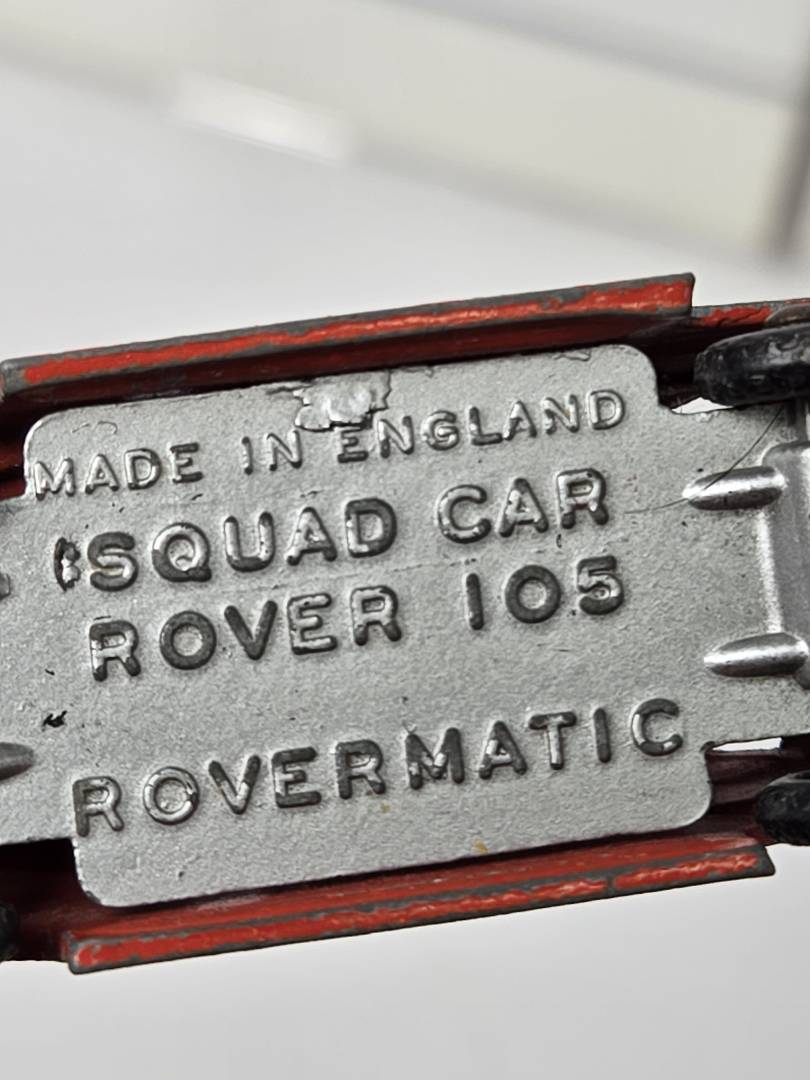 MADE IN ENGLAND
SQUAD CAR
ROVER 105
ROVERMATIC